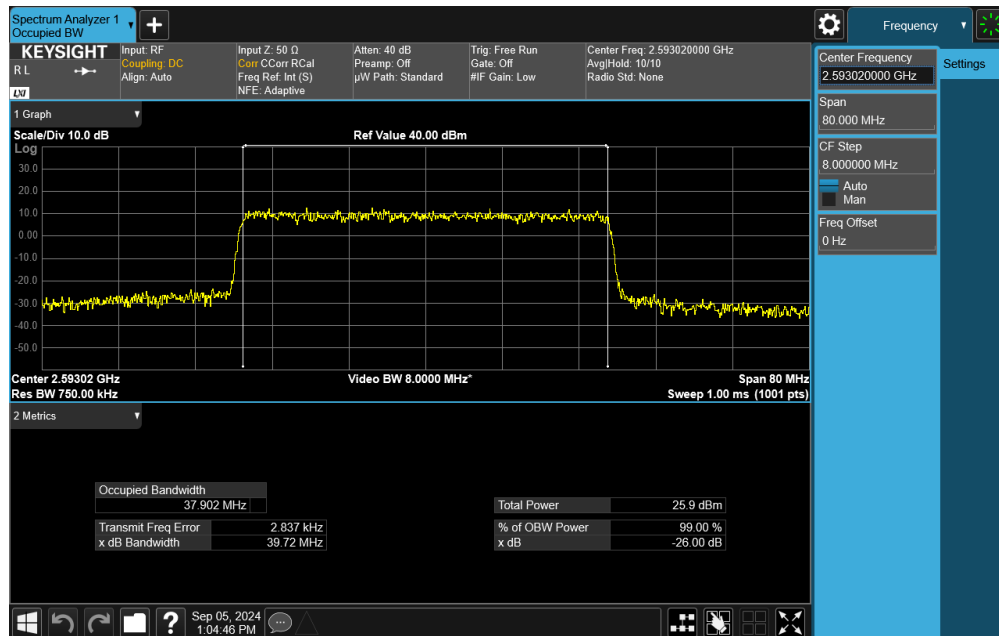 Spectrum Analyzer 1
Occupied BW
KEYSIGHT
R L
LXI
Input: RF
Coupling: DC
Align: Auto
Input Z: 50 Ω
Corr CCorr RCal
Freq Ref: Int (S)
NFE: Adaptive
Atten: 40 dB
Preamp: Off
µW Path: Standard
Trig: Free Run
Gate: Off
#IF Gain: Low
Center Freq: 2.593020000 GHz
Avg|Hold: 10/10
Radio Std: None
Frequency
Center Frequency
2.593020000 GHz
Settings
Span
80.000 MHz
CF Step
8.000000 MHz
Auto
Man
Freq Offset
0 Hz
1 Graph
Scale/Div 10.0 dB
Ref Value 40.00 dBm
Log
30.0
20.0
10.0
0.00
-10.0
-20.0
-30.0
-40.0
-50.0
Center 2.59302 GHz
Video BW 8.0000 MHz*
Span 80 MHz
Res BW 750.00 kHz
Sweep 1.00 ms (1001 pts)
2 Metrics
Occupied Bandwidth
37.902 MHz
Transmit Freq Error 2.837 kHz
x dB Bandwidth 39.72 MHz
Total Power 25.9 dBm
% of OBW Power 99.00 %
x dB -26.00 dB
Sep 05, 2024
1:04:46 PM